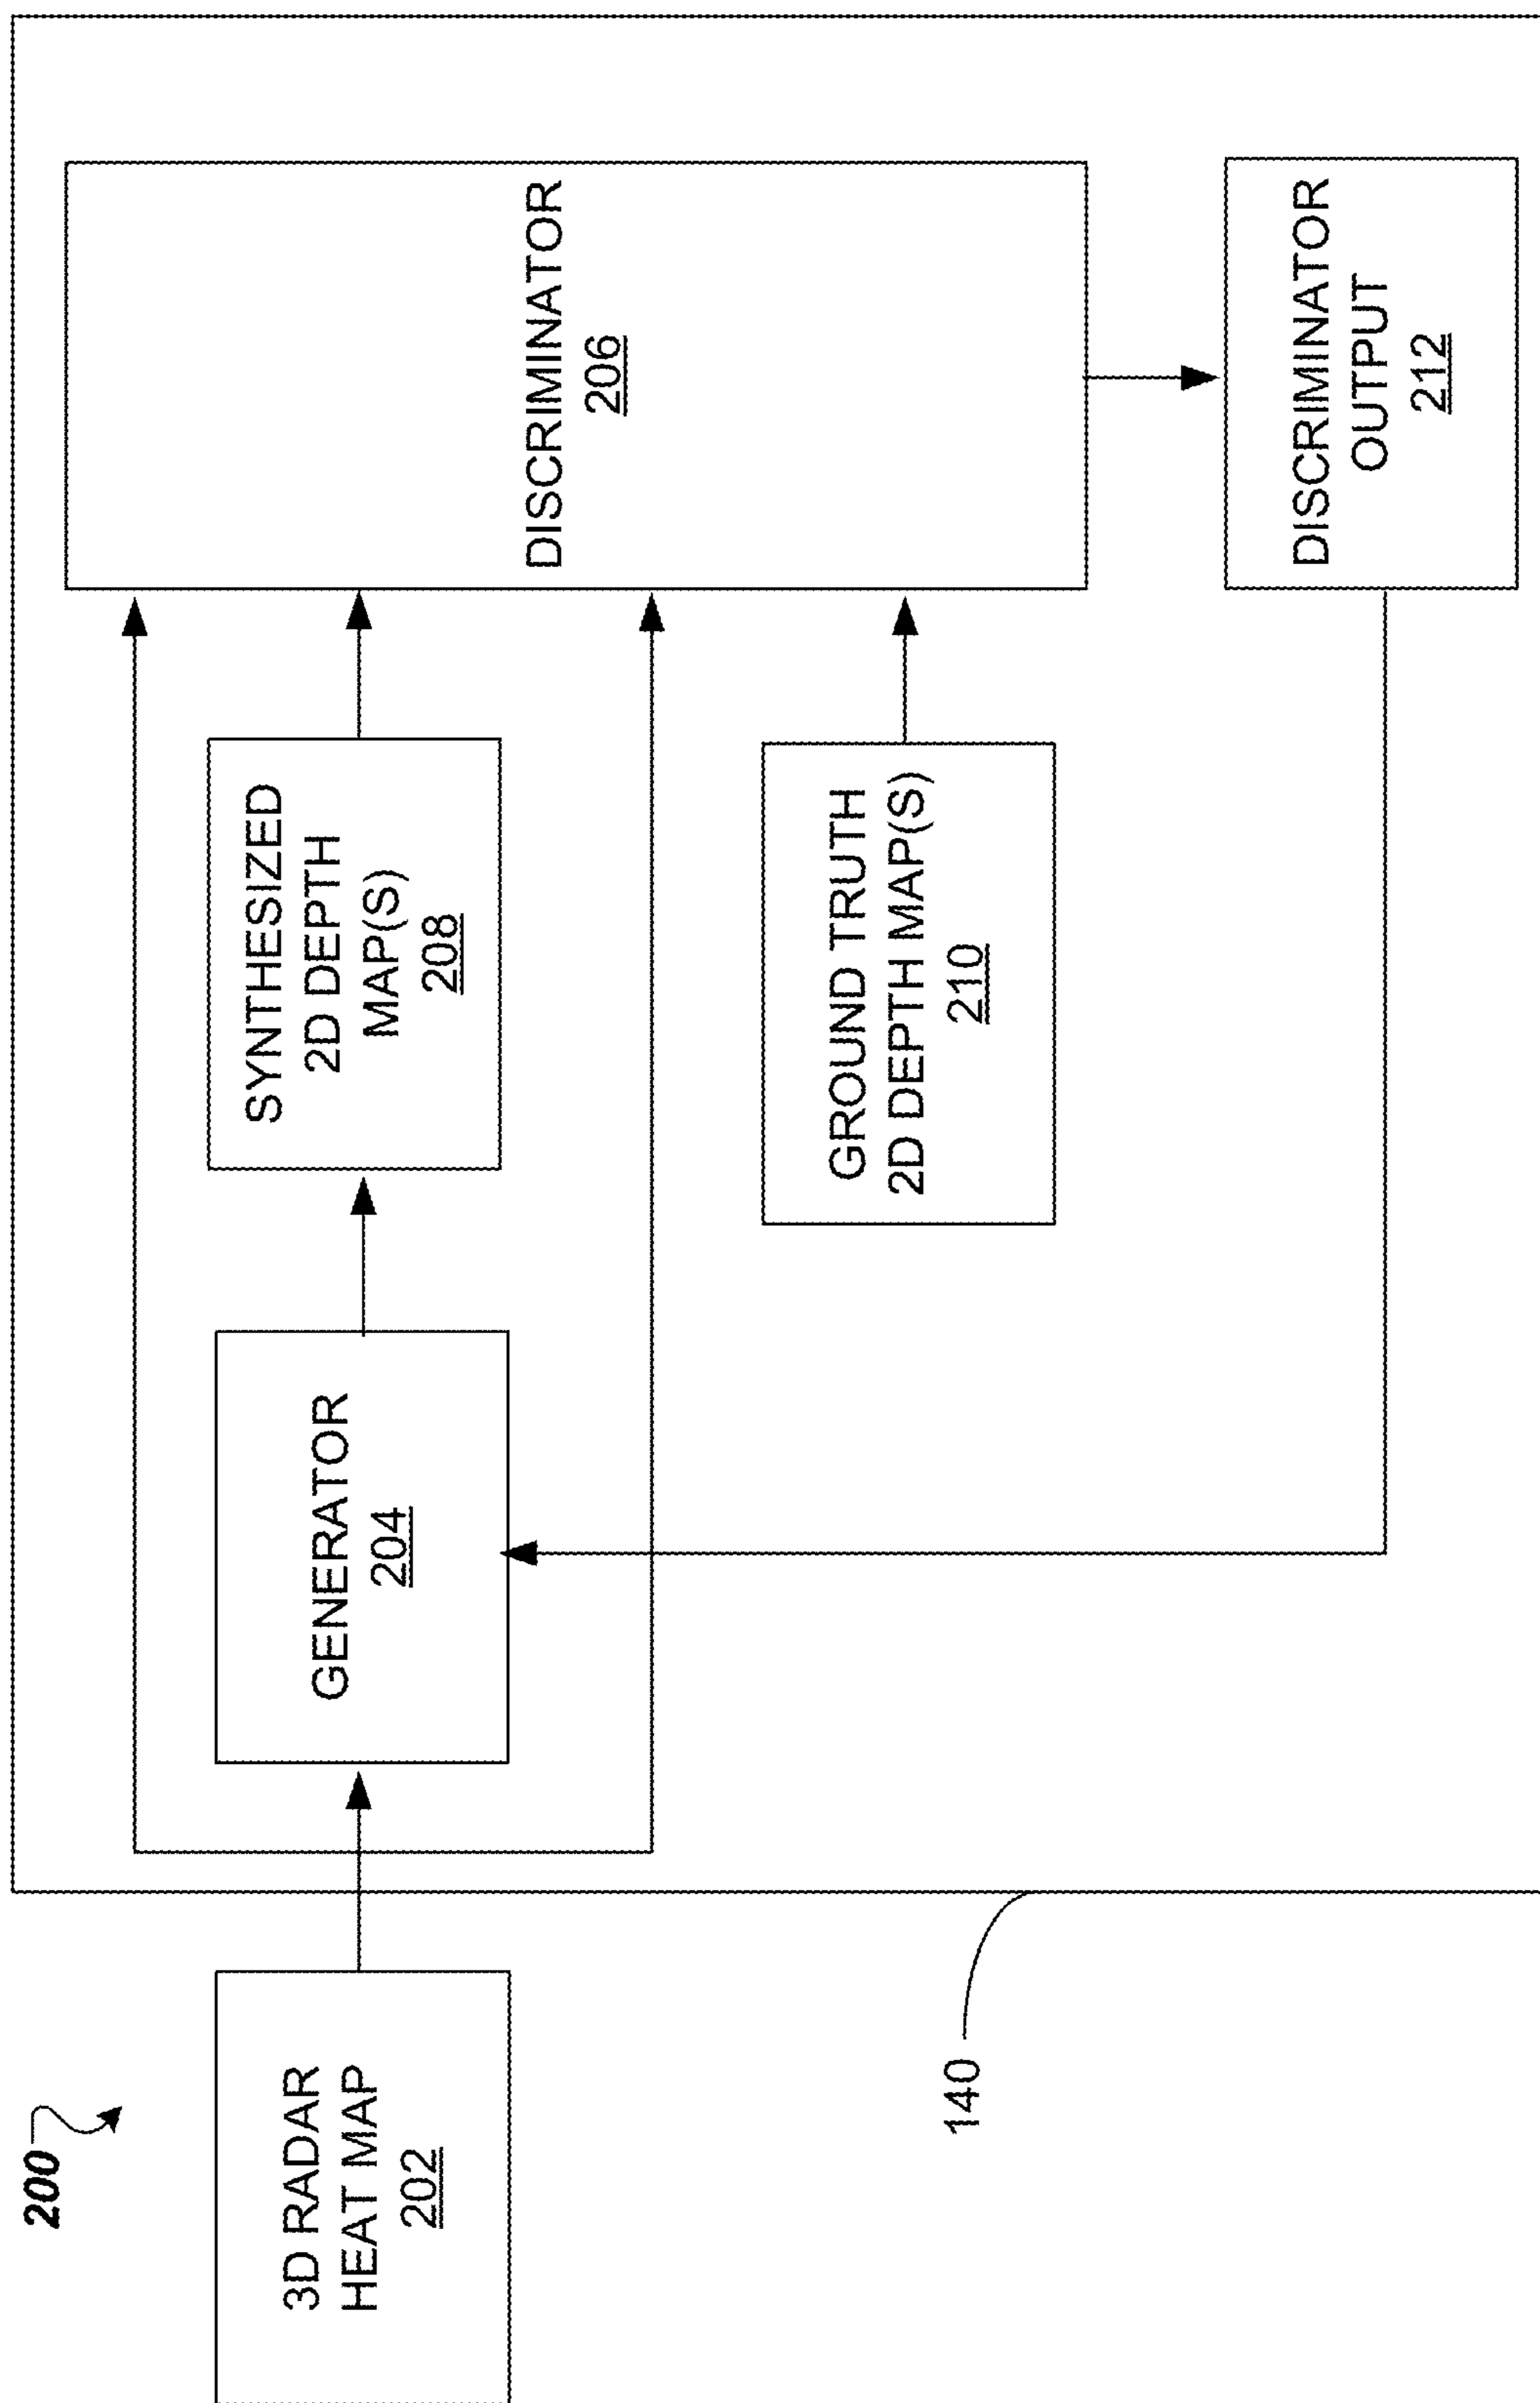 200
3D RADAR
HEAT MAP
202
GENERATOR
204
SYNTHESIZED
2D DEPTH
MAP(S)
208
DISCRIMINATOR
206
GROUND TRUTH
2D DEPTH MAP(S)
210
DISCRIMINATOR
OUTPUT
212
140